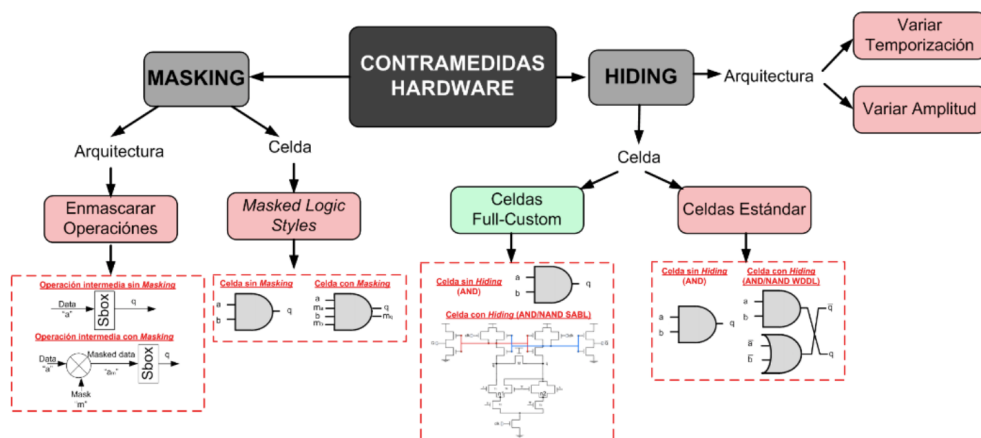 CONTRAMEDIDAS
HARDWARE
MASKING
HIDING
Arquitectura
Variar
Temporización
Variar Amplitud
Arquitectura
Celda
Celda
Enmascarar
Operaciónes
Masked Logic
Styles
Celdas
Full-Custom
Celdas Estándar
Operación intermedia sin Masking
Data
"a"
Sbox
q
Operación intermedia con Masking
Data
"a"
Masked data
"aₘ"
Sbox
q
Mask
"m"
Celda sin Masking
a
b
q
Celda con Masking
a
b
q
Celda sin Hiding
(AND)
a
b
q
Celda con Hiding (AND/NAND SABL)
Celda sin Hiding
(AND)
a
b
q
Celda con Hiding
(AND/NAND WDDL)
a
b
q̅
a̅
b̅
q